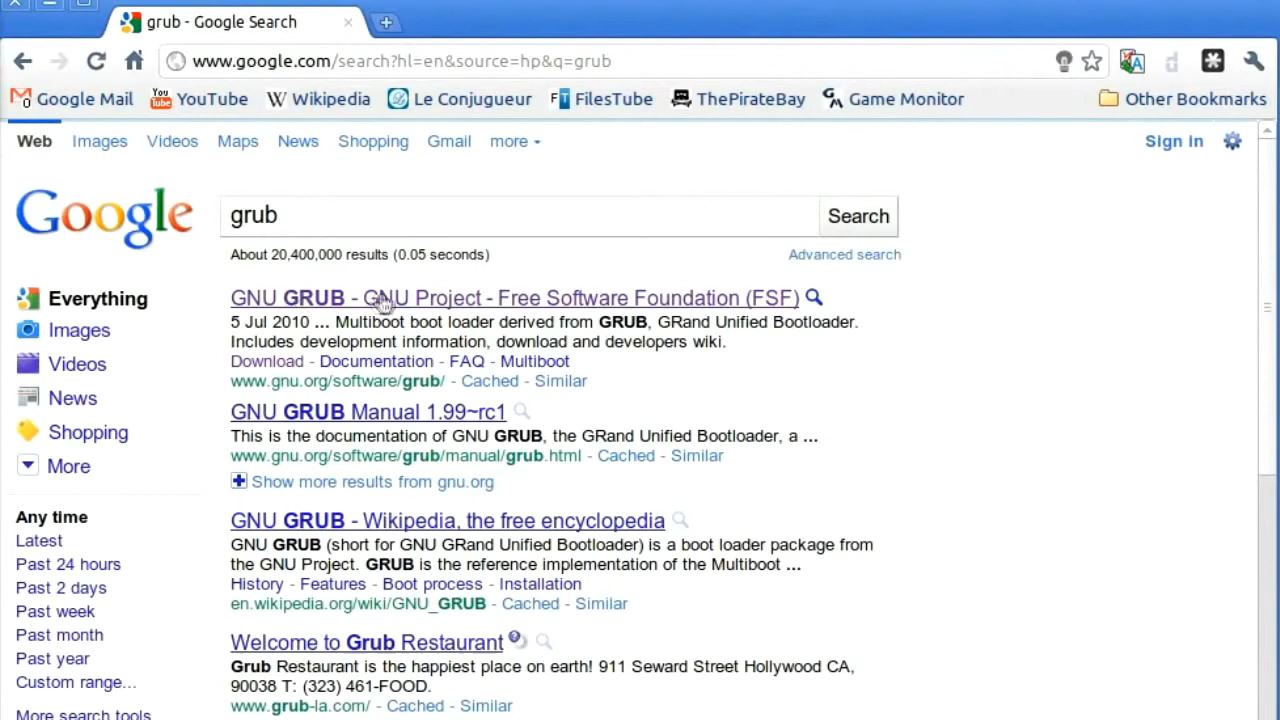 grub - Google Search
www.google.com/search?hl=en&source=hp&q=grub
Google Mail YouTube Wikipedia Le Conjugueur FilesTube ThePirateBay Game Monitor Other Bookmarks
Web Images Videos Maps News Shopping Gmail more Sign in
Google
grub
Search
About 20,400,000 results (0.05 seconds)
Advanced search
Everything
Images
Videos
News
Shopping
More
Any time
Latest
Past 24 hours
Past 2 days
Past week
Past month
Past year
Custom range...
More search tools
GNU GRUB - GNU Project - Free Software Foundation (FSF)
5 Jul 2010 ... Multiboot boot loader derived from GRUB, GRand Unified Bootloader.
Includes development information, download and developers wiki.
Download - Documentation - FAQ - Multiboot
www.gnu.org/software/grub/ - Cached - Similar
GNU GRUB Manual 1.99~rc1
This is the documentation of GNU GRUB, the GRand Unified Bootloader, a ...
www.gnu.org/software/grub/manual/grub.html - Cached - Similar
Show more results from gnu.org
GNU GRUB - Wikipedia, the free encyclopedia
GNU GRUB (short for GNU GRand Unified Bootloader) is a boot loader package from
the GNU Project. GRUB is the reference implementation of the Multiboot ...
History - Features - Boot process - Installation
en.wikipedia.org/wiki/GNU_GRUB - Cached - Similar
Welcome to Grub Restaurant
Grub Restaurant is the happiest place on earth! 911 Seward Street Hollywood CA,
90038 T: (323) 461-FOOD.
www.grub-la.com/ - Cached - Similar